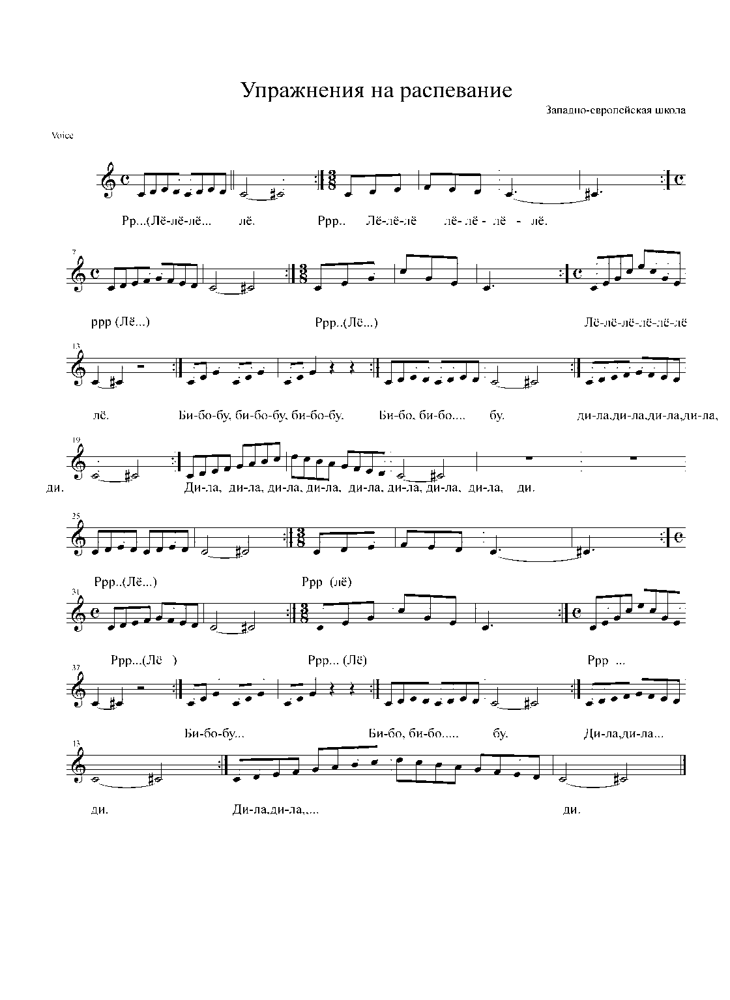 Упражнения на распевание
Западно-европейская школа
Voice
Рр...(Лё-лё-лё... лё. Ррр.. Лё-лё-лё лё- лё - лё - лё.
7
ррр (Лё...) Ррр..(Лё...) Лё-лё-лё-лё-лё-лё
13
лё. Би-бо-бу, би-бо-бу, би-бо-бу. Би-бо, би-бо.... бу. ди-ла,ди-ла,ди-ла,ди-ла,
19
ди. Ди-ла, ди-ла, ди-ла, ди-ла, ди-ла, ди-ла, ди-ла, ди-ла, ди.
25
Ррр..(Лё...) Ррр (лё)
31
Ррр...(Лё ) Ррр... (Лё) Ррр ...
37
Би-бо-бу... Би-бо, би-бо..... бу. Ди-ла,ди-ла...
13
ди. Ди-ла,ди-ла,,... ди.